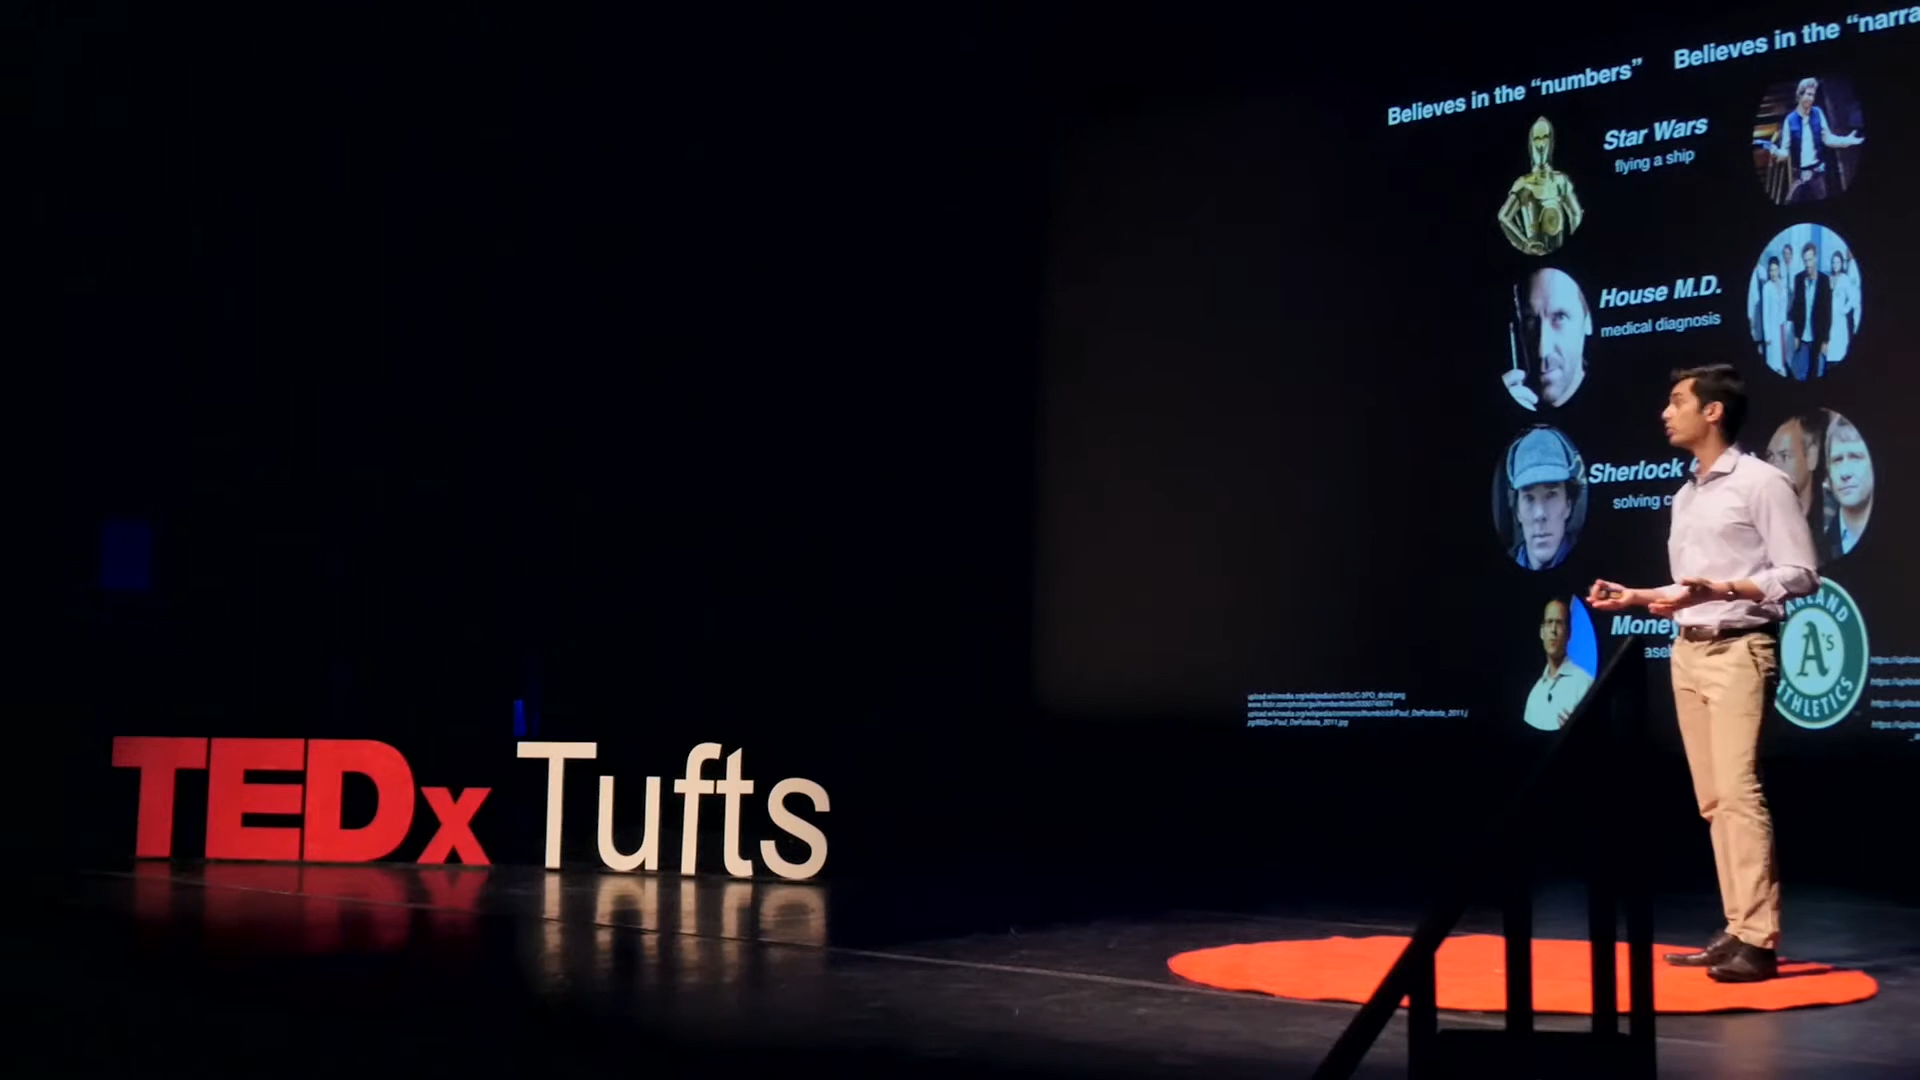 Believes in the “numbers”
Believes in the “narra
Star Wars
flying a ship
House M.D.
medical diagnosis
Sherlock
solving
Money
A's
ATHLETICS
TEDx Tufts